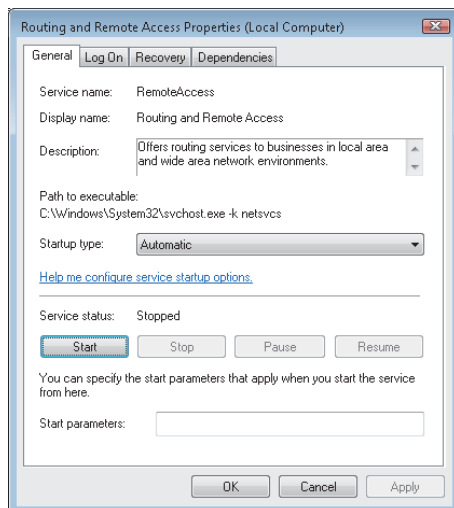 Routing and Remote Access Properties (Local Computer)
General Log On Recovery Dependencies
Service name: RemoteAccess
Display name: Routing and Remote Access
Description: Offers routing services to businesses in local area
and wide area network environments.
Path to executable:
C:\Windows\System32\svchost.exe -k netsvcs
Startup type: Automatic
Help me configure service startup options.
Service status: Stopped
Start Stop Pause Resume
You can specify the start parameters that apply when you start the service
from here.
Start parameters:
OK Cancel Apply